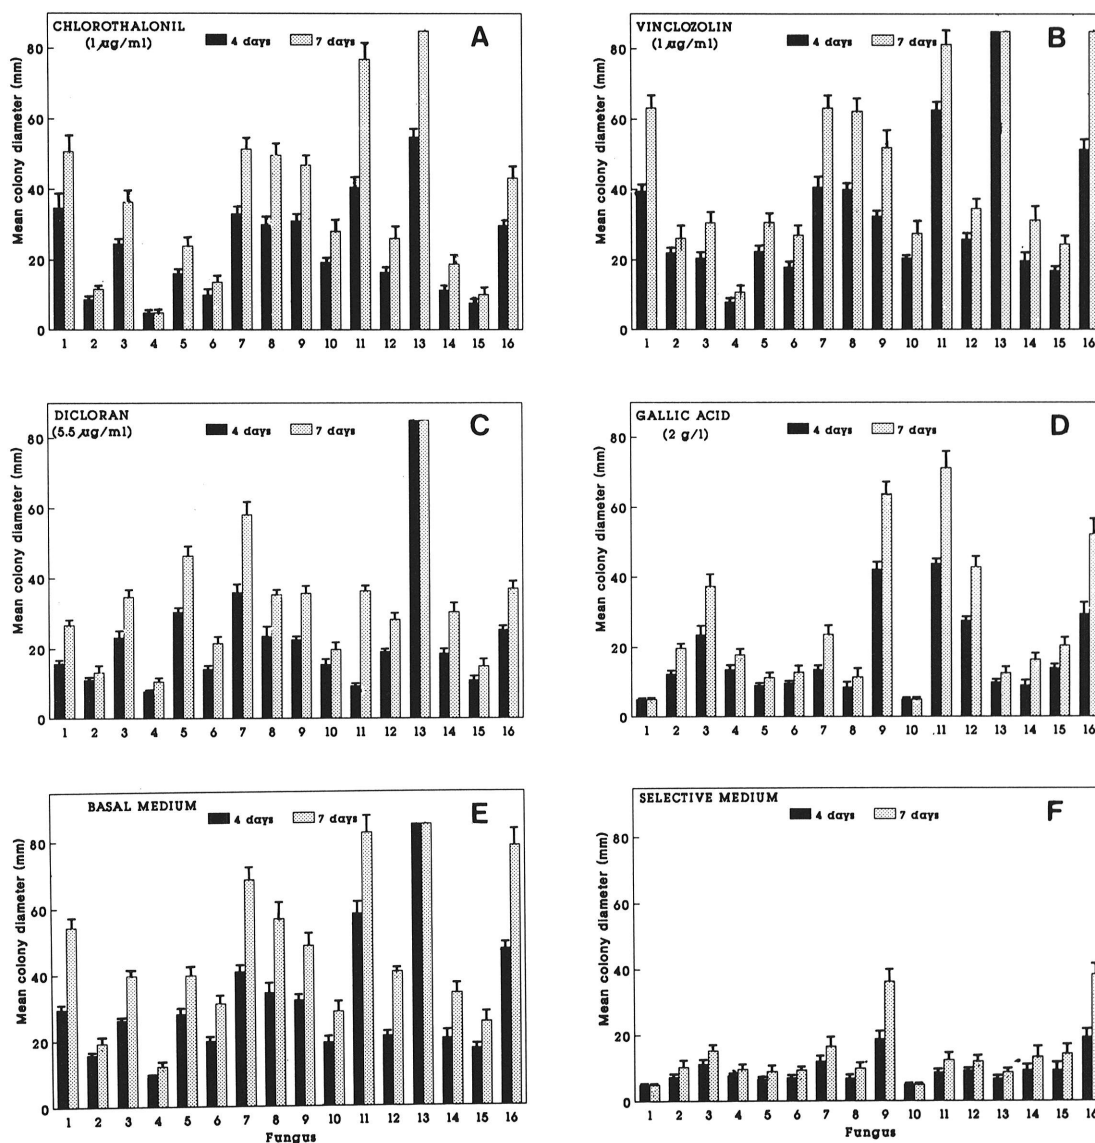 CHLOROTHALONIL
(1 µg/ml)
A
4 days 7 days
Mean colony diameter (mm)
80
60
40
20
0
1 2 3 4 5 6 7 8 9 10 11 12 13 14 15 16
VINCLOZOLIN
(1 µg/ml)
B
4 days 7 days
Mean colony diameter (mm)
80
60
40
20
0
1 2 3 4 5 6 7 8 9 10 11 12 13 14 15 16
DICLORAN
(5.5 µg/ml)
C
4 days 7 days
Mean colony diameter (mm)
80
60
40
20
0
1 2 3 4 5 6 7 8 9 10 11 12 13 14 15 16
GALLIC ACID
(2 g/l)
D
4 days 7 days
Mean colony diameter (mm)
80
60
40
20
0
1 2 3 4 5 6 7 8 9 10 11 12 13 14 15 16
BASAL MEDIUM
E
4 days 7 days
Mean colony diameter (mm)
80
60
40
20
0
1 2 3 4 5 6 7 8 9 10 11 12 13 14 15 16
Fungus
SELECTIVE MEDIUM
F
4 days 7 days
Mean colony diameter (mm)
80
60
40
20
0
1 2 3 4 5 6 7 8 9 10 11 12 13 14 15 16
Fungus